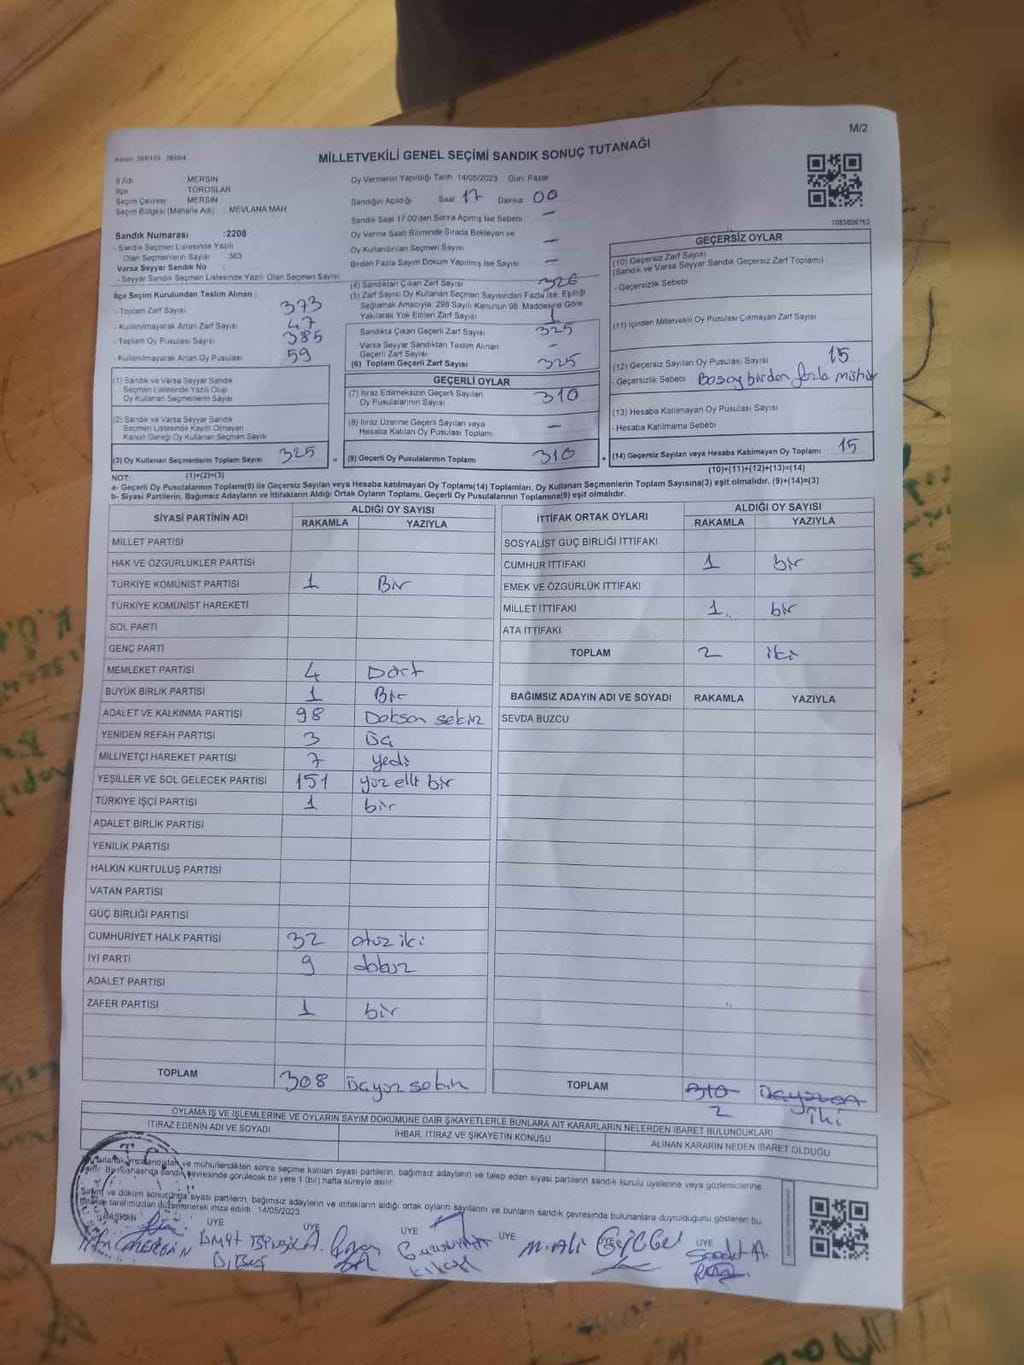 M/2
MİLLETVEKİLİ GENEL SEÇİMİ SANDIK SONUÇ TUTANAĞI
İl Adı : MERSİN
İlçe : TOROSLAR
Seçim Çevresi : MERSİN
Seçim Bölgesi (Mahalle Adı) : MEVLANA MAH
Sandık Numarası :2208
- Sandık Seçmen Listesinde Yazılı
Olan Seçmenlerin Sayısı : 363
Varsa Seyyar Sandık No :
- Seyyar Sandık Seçmen Listesinde Yazılı Olan Seçmen Sayısı :
İlçe Seçim Kurulundan Teslim Alınan ;
- Toplam Zarf Sayısı 373
- Kullanılmayarak Artan Zarf Sayısı 47
- Toplam Oy Pusulası Sayısı 385
- Kullanılmayarak Artan Oy Pusulası 59
(1) Sandık ve Varsa Seyyar Sandık
Seçmen Listesinde Yazılı Olup
Oy Kullanan Seçmenlerin Sayısı
(2) Sandık ve Varsa Seyyar Sandık
Seçmen Listesinde Kayıtlı Olmayan
Kanun Gereği Oy Kullanan Seçmen Sayısı
(3) Oy Kullanan Seçmenlerin Toplam Sayısı 325
Oy Vermenin Yapıldığı Tarih 14/05/2023 Gün: Pazar
Sandığın Açıldığı Saat 17 Dakika: 00
Sandık Saat 17:00'den Sonra Açılmış İse Sebebi —
Oy Verme Saati Bitiminde Sırada Bekleyen ve
Oy Kullandırılan Seçmen Sayısı —
Birden Fazla Sayım Döküm Yapılmış İse Sayısı —
(4) Sandıktan Çıkan Zarf Sayısı 326
(5) Zarf Sayısı Oy Kullanan Seçmen Sayısından Fazla İse, Eşitliği
Sağlamak Amacıyla, 298 Sayılı Kanunun 98. Maddesine Göre
Yakılarak Yok Edilen Zarf Sayısı 1
Sandıkta Çıkan Geçerli Zarf Sayısı 325
Varsa Seyyar Sandıktan Teslim Alınan
Geçerli Zarf Sayısı —
(6) Toplam Geçerli Zarf Sayısı 325
GEÇERLİ OYLAR
(7) İtiraz Edilmeksizin Geçerli Sayılan
Oy Pusulalarının Sayısı 310
(8) İtiraz Üzerine Geçerli Sayılan veya
Hesaba Katılan Oy Pusulası Toplamı —
(9) Geçerli Oy Pusulalarının Toplamı 310
1083809762
GEÇERSİZ OYLAR
(10) Geçersiz Zarf Sayısı
(Sandık ve Varsa Seyyar Sandık Geçersiz Zarf Toplamı)
- Geçersizlik Sebebi
(11) İçinden Milletvekili Oy Pusulası Çıkmayan Zarf Sayısı
(12) Geçersiz Sayılan Oy Pusulası Sayısı 15
- Geçersizlik Sebebi birden fazla mühür
(13) Hesaba Katılmayan Oy Pusulası Sayısı
- Hesaba Katılmama Sebebi
(14) Geçersiz Sayılan veya Hesaba Katılmayan Oy Toplamı 15
NOT: (1)+(2)=(3) (10)+(11)+(12)+(13)=(14)
a- Geçerli Oy Pusulalarının Toplamı(9) ile Geçersiz Sayılan veya Hesaba katılmayan Oy Toplamı(14) Toplamları, Oy Kullanan Seçmenlerin Toplam Sayısına(3) eşit olmalıdır. (9)+(14)=(3)
b- Siyasi Partilerin, Bağımsız Adayların ve İttifakların Aldığı Ortak Oyların Toplamı, Geçerli Oy Pusulalarının Toplamına(9) eşit olmalıdır.
SİYASİ PARTİNİN ADI ALDIĞI OY SAYISI
RAKAMLA YAZIYLA
MİLLET PARTİSİ
HAK VE ÖZGÜRLÜKLER PARTİSİ
TÜRKİYE KOMÜNİST PARTİSİ 1 Bir
TÜRKİYE KOMÜNİST HAREKETİ
SOL PARTİ
GENÇ PARTİ
MEMLEKET PARTİSİ 4 Dört
BÜYÜK BİRLİK PARTİSİ 1 Bir
ADALET VE KALKINMA PARTİSİ 98 Doksan sekiz
YENİDEN REFAH PARTİSİ 3 Üç
MİLLİYETÇİ HAREKET PARTİSİ 7 yedi
YEŞİLLER VE SOL GELECEK PARTİSİ 151 yüz elli bir
TÜRKİYE İŞÇİ PARTİSİ 1 bir
ADALET BİRLİK PARTİSİ
YENİLİK PARTİSİ
HALKIN KURTULUŞ PARTİSİ
VATAN PARTİSİ
GÜÇ BİRLİĞİ PARTİSİ
CUMHURİYET HALK PARTİSİ 32 otuz iki
İYİ PARTİ 9 dokuz
ADALET PARTİSİ
ZAFER PARTİSİ 1 bir
TOPLAM 308 Üçyüz sekiz
İTTİFAK ORTAK OYLARI ALDIĞI OY SAYISI
RAKAMLA YAZIYLA
SOSYALİST GÜÇ BİRLİĞİ İTTİFAKI
CUMHUR İTTİFAKI 1 bir
EMEK VE ÖZGÜRLÜK İTTİFAKI
MİLLET İTTİFAKI 1 bir
ATA İTTİFAKI
TOPLAM 2 iki
BAĞIMSIZ ADAYIN ADI VE SOYADI RAKAMLA YAZIYLA
SEVDA BUZCU
TOPLAM 310 Üçyüzon
2 iki
OYLAMA İŞ VE İŞLEMLERİNE VE OYLARIN SAYIM DÖKÜMÜNE DAİR ŞİKAYETLERLE BUNLARA AİT KARARLARIN NELERDEN İBARET BULUNDUKLARI
İTİRAZ EDENİN ADI VE SOYADI İHBAR, İTİRAZ VE ŞİKAYETİN KONUSU ALINAN KARARIN NEDEN İBARET OLDUĞU
ve mühürlendikten sonra seçime katılan siyasi partilerin, bağımsız adayların ve talep eden siyasi partilerin sandık kurulu üyelerine veya gözlemcilerine
çevresinde görülecek bir yere 1 (bir) hafta süreyle asılır.
ve döküm sonucunda siyasi partilerin, bağımsız adayların ve ittifakların aldığı ortak oyların sayılarını ve bunların sandık çevresinde bulunanlara duyurulduğunu gösteren bu
tarafımızdan düzenlenerek imza edildi. 14/05/2023
BAŞKAN ÜYE ÜYE ÜYE ÜYE ÜYE ÜYE
M. Ali